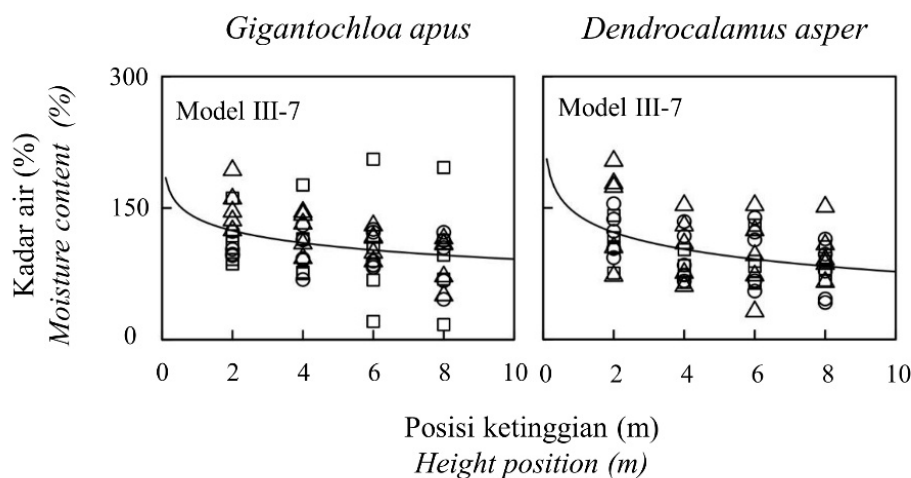 Gigantochloa apus
Dendrocalamus asper
Kadar air (%)
Moisture content (%)
300
150
0
Model III-7
Model III-7
0 2 4 6 8 10
0 2 4 6 8 10
Posisi ketinggian (m)
Height position (m)